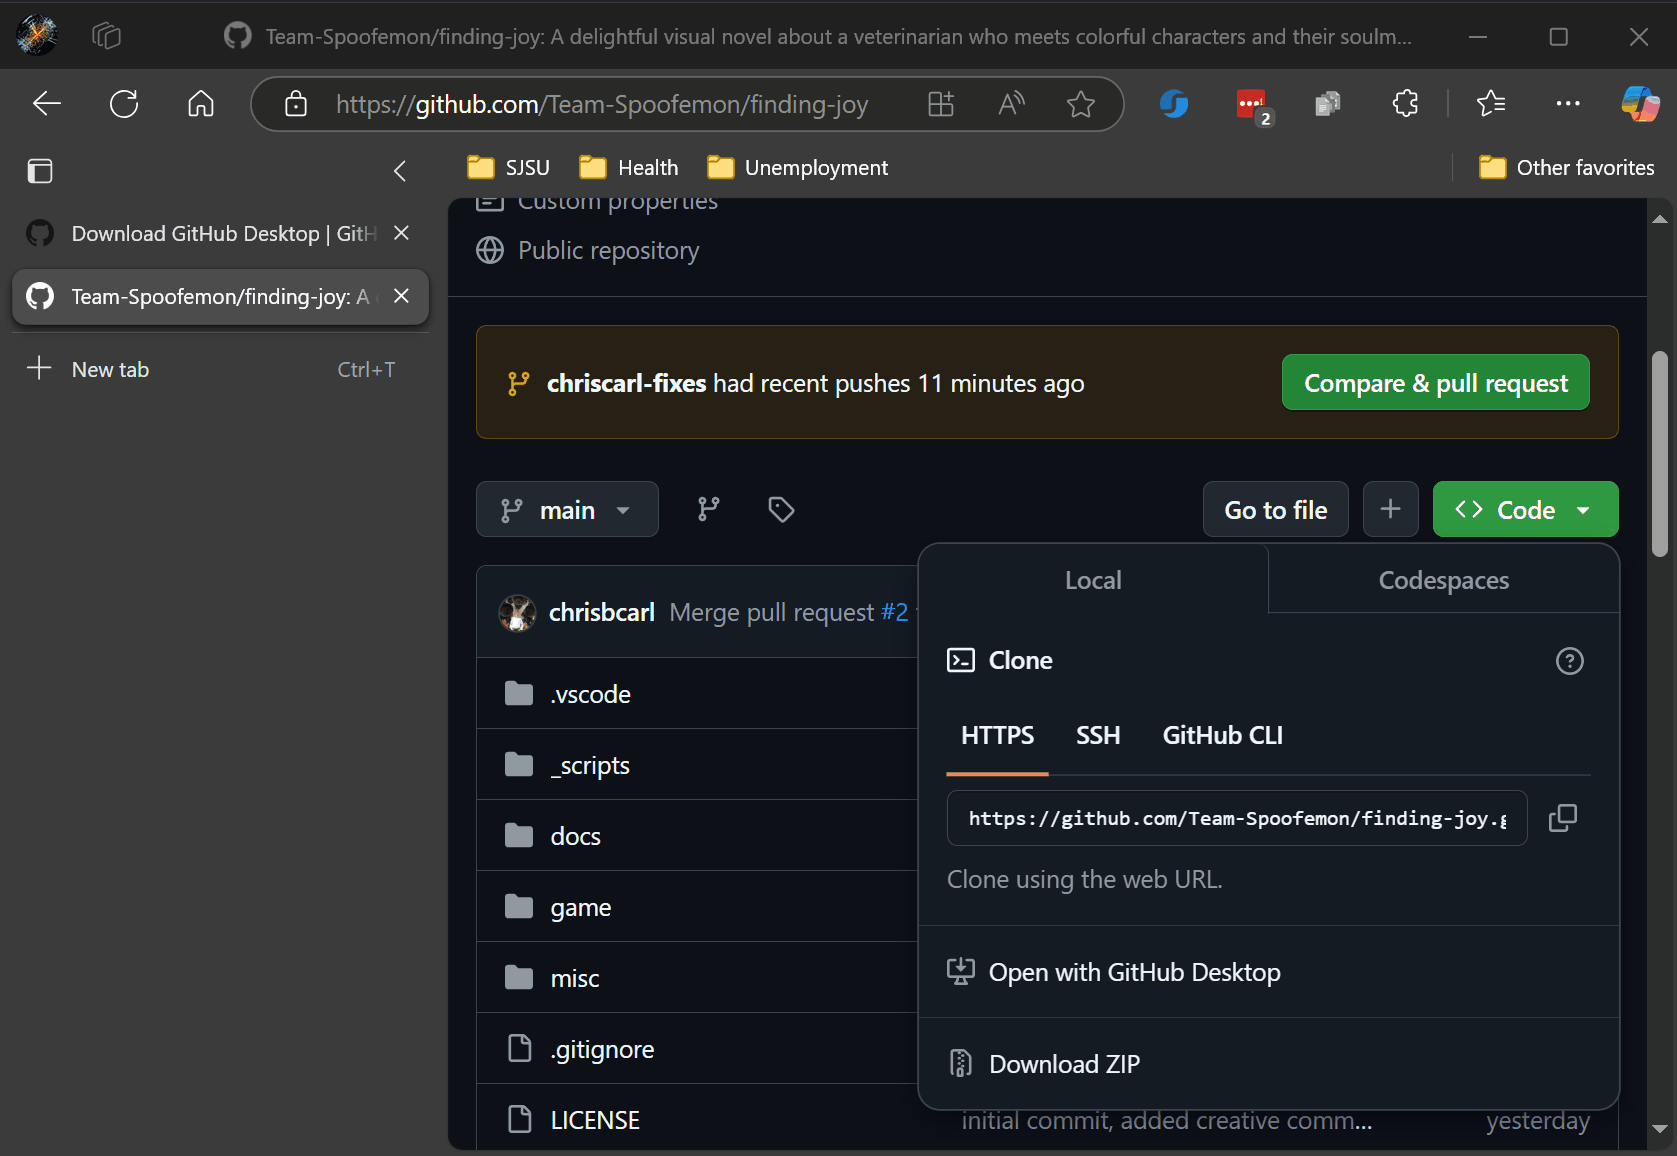 Team-Spoofemon/finding-joy: A delightful visual novel about a veterinarian who meets colorful characters and their soulm...
https://github.com/Team-Spoofemon/finding-joy
2
SJSU
Health
Unemployment
Other favorites
Download GitHub Desktop | GitH
Team-Spoofemon/finding-joy: A
New tab
Ctrl+T
Custom properties
Public repository
chriscarl-fixes had recent pushes 11 minutes ago
Compare & pull request
main
Go to file
Code
Local
Codespaces
chrisbcarl Merge pull request #2
Clone
.vscode
HTTPS
SSH
GitHub CLI
_scripts
https://github.com/Team-Spoofemon/finding-joy.g
docs
Clone using the web URL.
game
misc
Open with GitHub Desktop
.gitignore
Download ZIP
LICENSE
initial commit, added creative comm...
yesterday